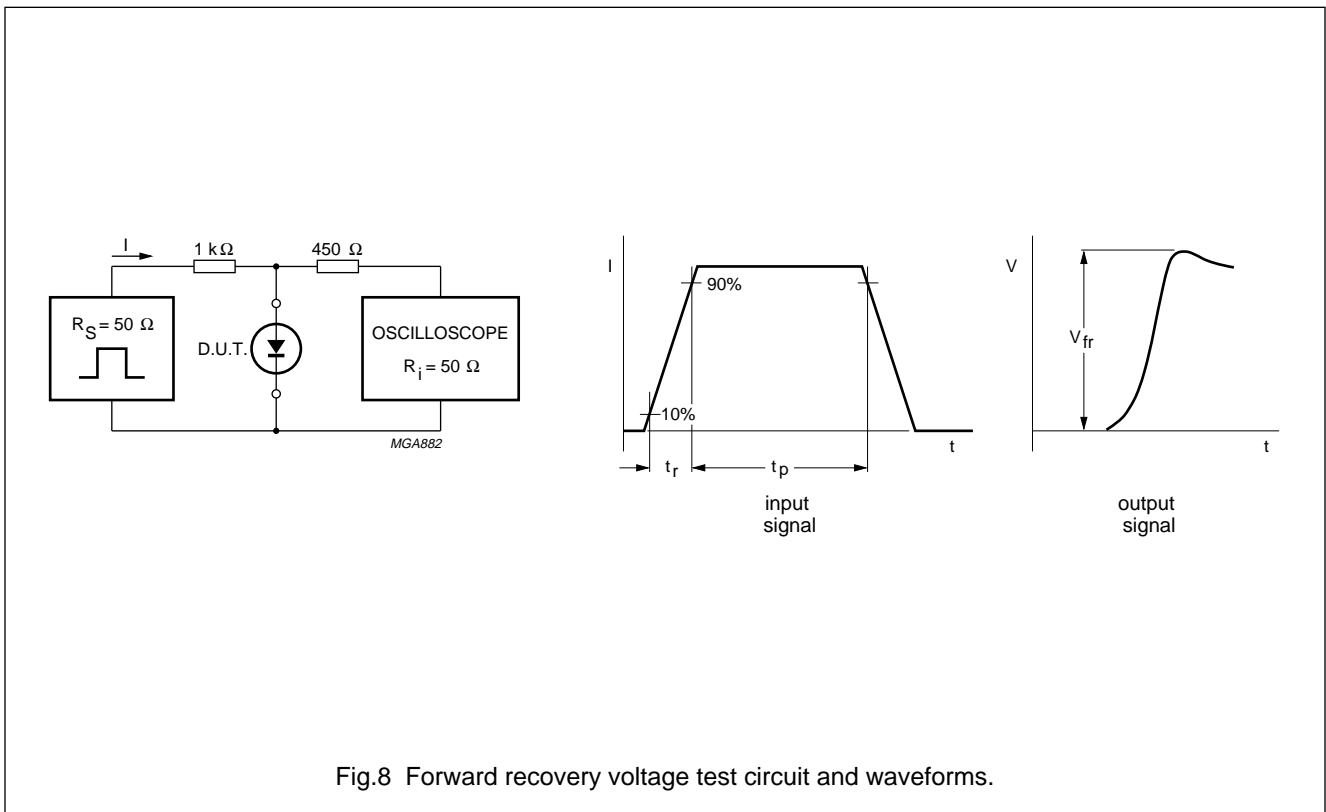 I
1 kΩ
450 Ω
R_S = 50 Ω
D.U.T.
OSCILLOSCOPE
R_i = 50 Ω
MGA882
I
90%
10%
t
t_r
t_p
input
signal
V
V_fr
t
output
signal
Fig.8 Forward recovery voltage test circuit and waveforms.